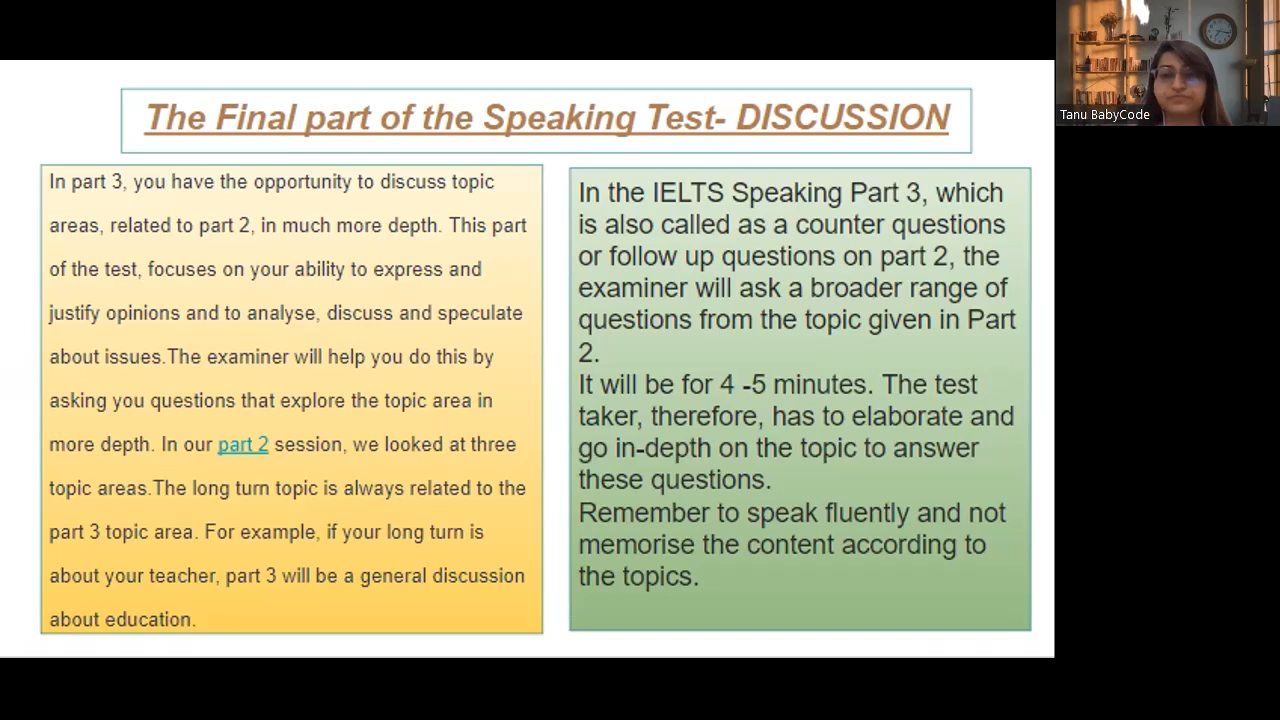 The Final part of the Speaking Test- DISCUSSION
In part 3, you have the opportunity to discuss topic
areas, related to part 2, in much more depth. This part
of the test, focuses on your ability to express and
justify opinions and to analyse, discuss and speculate
about issues.The examiner will help you do this by
asking you questions that explore the topic area in
more depth. In our part 2 session, we looked at three
topic areas.The long turn topic is always related to the
part 3 topic area. For example, if your long turn is
about your teacher, part 3 will be a general discussion
about education.
In the IELTS Speaking Part 3, which
is also called as a counter questions
or follow up questions on part 2, the
examiner will ask a broader range of
questions from the topic given in Part
2.
It will be for 4 -5 minutes. The test
taker, therefore, has to elaborate and
go in-depth on the topic to answer
these questions.
Remember to speak fluently and not
memorise the content according to
the topics.
Tanu BabyCode